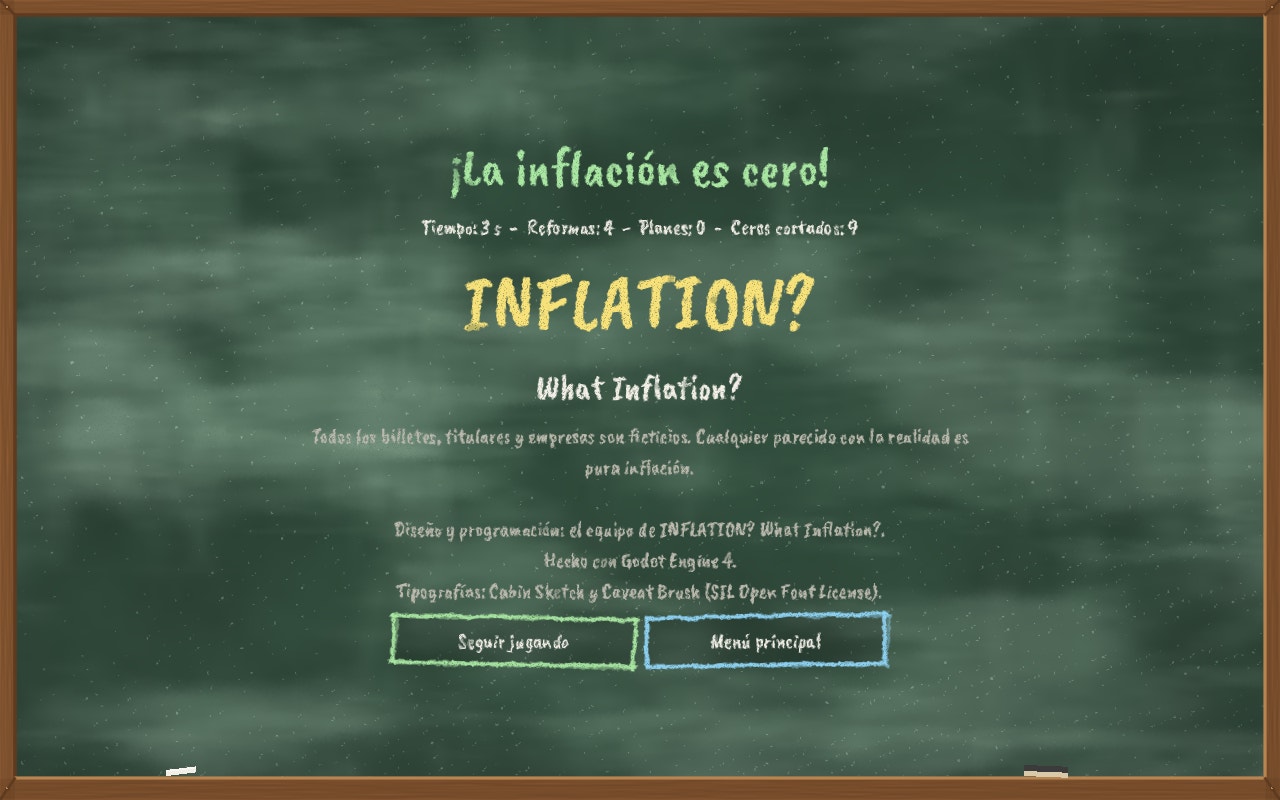 ¡La inflación es cero!
Tiempo: 3 s - Reformas: 4 - Planes: 0 - Ceros cortados: 9
INFLATION?
What Inflation?
Todos los billetes, titulares y empresas son ficticios. Cualquier parecido con la realidad es
pura inflación.
Diseño y programación: el equipo de INFLATION? What Inflation?.
Hecho con Godot Engine 4.
Tipografías: Cabin Sketch y Caveat Brush (SIL Open Font License).
Seguir jugando
Menú principal